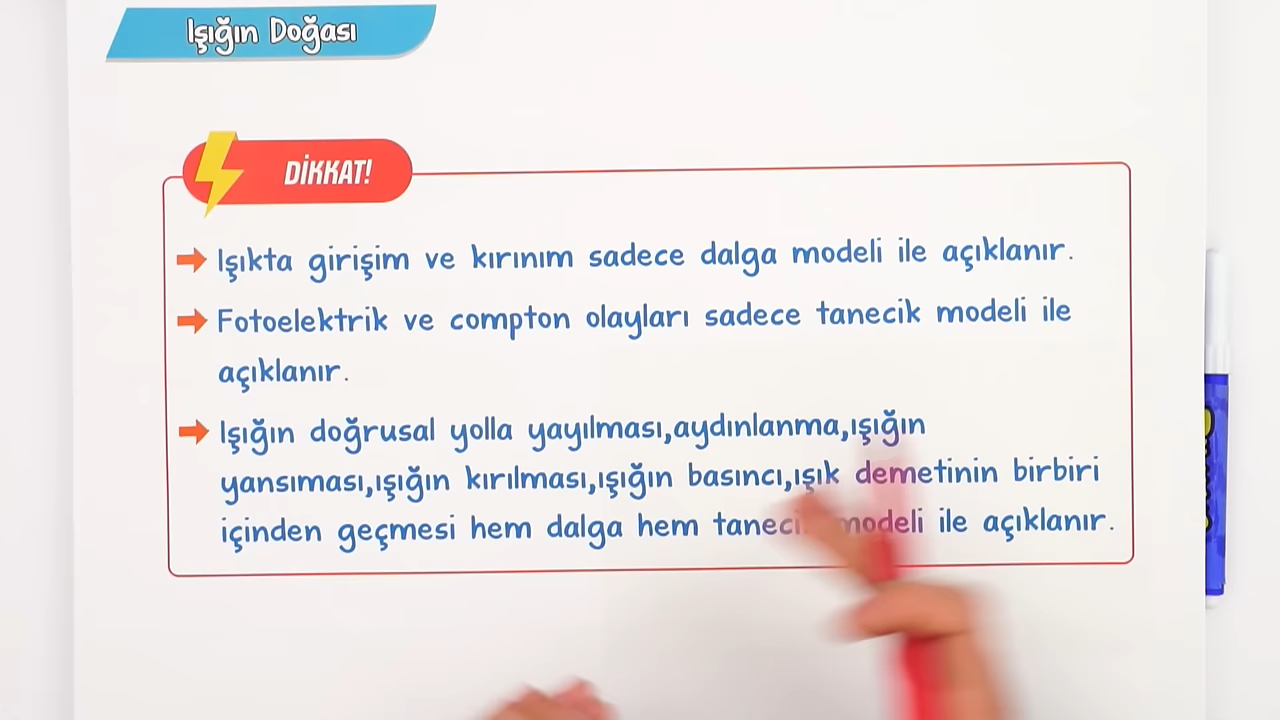 Işığın Doğası
DİKKAT!
Işıkta girişim ve kırınım sadece dalga modeli ile açıklanır.
Fotoelektrik ve compton olayları sadece tanecik modeli ile
açıklanır.
Işığın doğrusal yolla yayılması,aydınlanma,ışığın
yansıması,ışığın kırılması,ışığın basıncı,ışık demetinin birbiri
içinden geçmesi hem dalga hem tanecik modeli ile açıklanır.